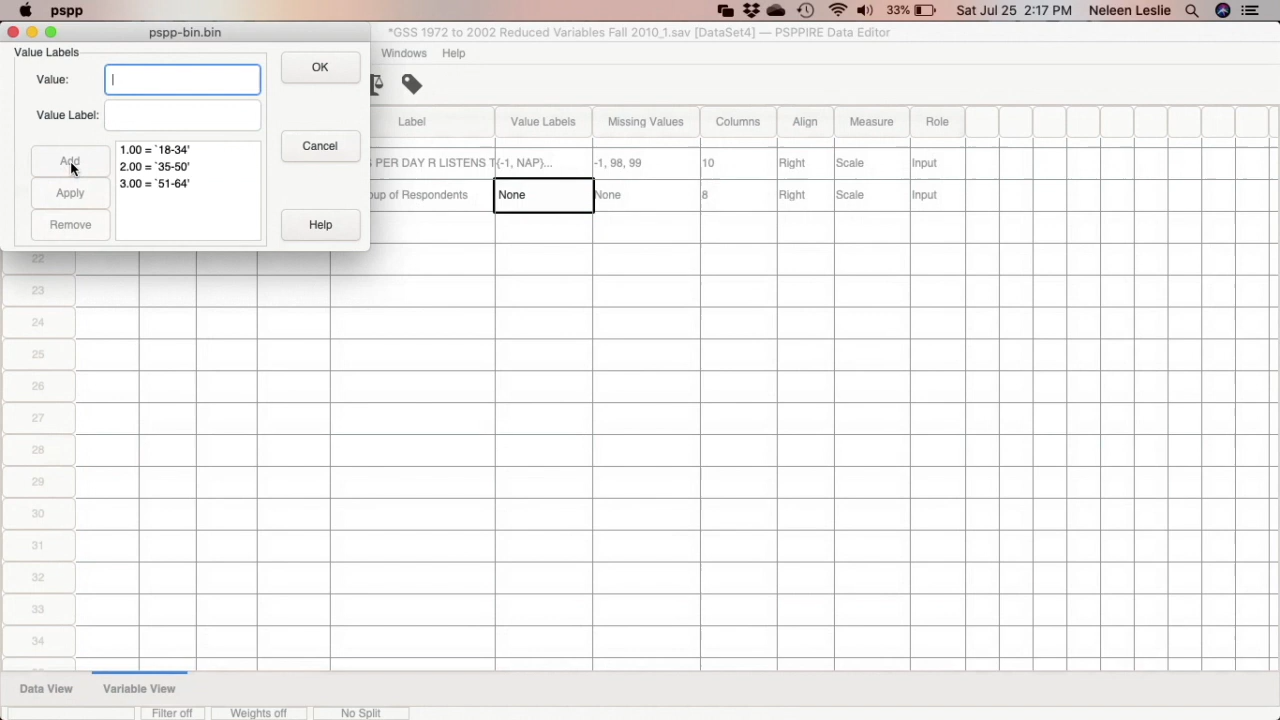 pspp
33%
Sat Jul 25 2:17 PM
Neleen Leslie
pspp-bin.bin
*GSS 1972 to 2002 Reduced Variables Fall 2010_1.sav [DataSet4] — PSPPIRE Data Editor
Windows
Help
Value Labels
Value:
Value Label:
Add
Apply
Remove
1.00 = `18-34'
2.00 = `35-50'
3.00 = `51-64'
OK
Cancel
Help
Label
Value Labels
Missing Values
Columns
Align
Measure
Role
PER DAY R LISTENS T
{-1, NAP}...
-1, 98, 99
10
Right
Scale
Input
of Respondents
None
None
8
Right
Scale
Input
22
23
24
25
26
27
28
29
30
31
32
33
34
Data View
Variable View
Filter off
Weights off
No Split